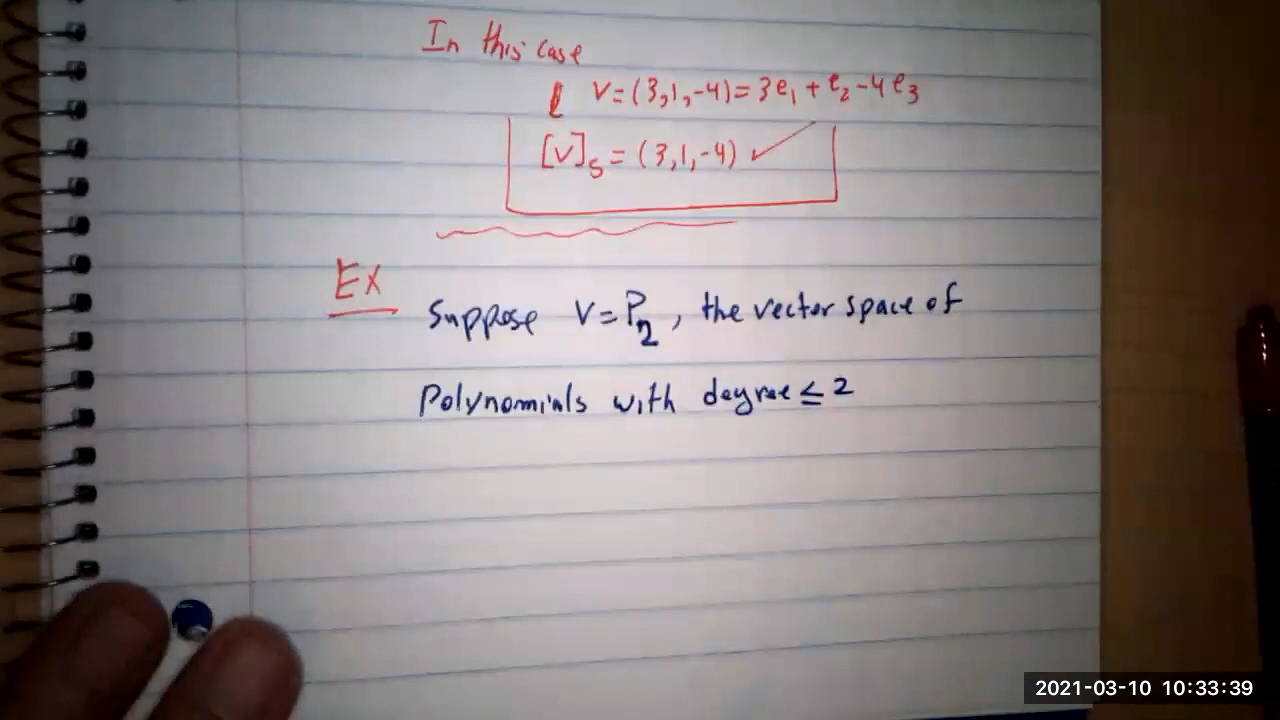 In this case
v=(3,1,-4)=3e₁+e₂-4e₃
[v]ₛ=(3,1,-4) ✓
Ex
Suppose V=P₂, the vector space of
Polynomials with degree ≤ 2
2021-03-10 10:33:39